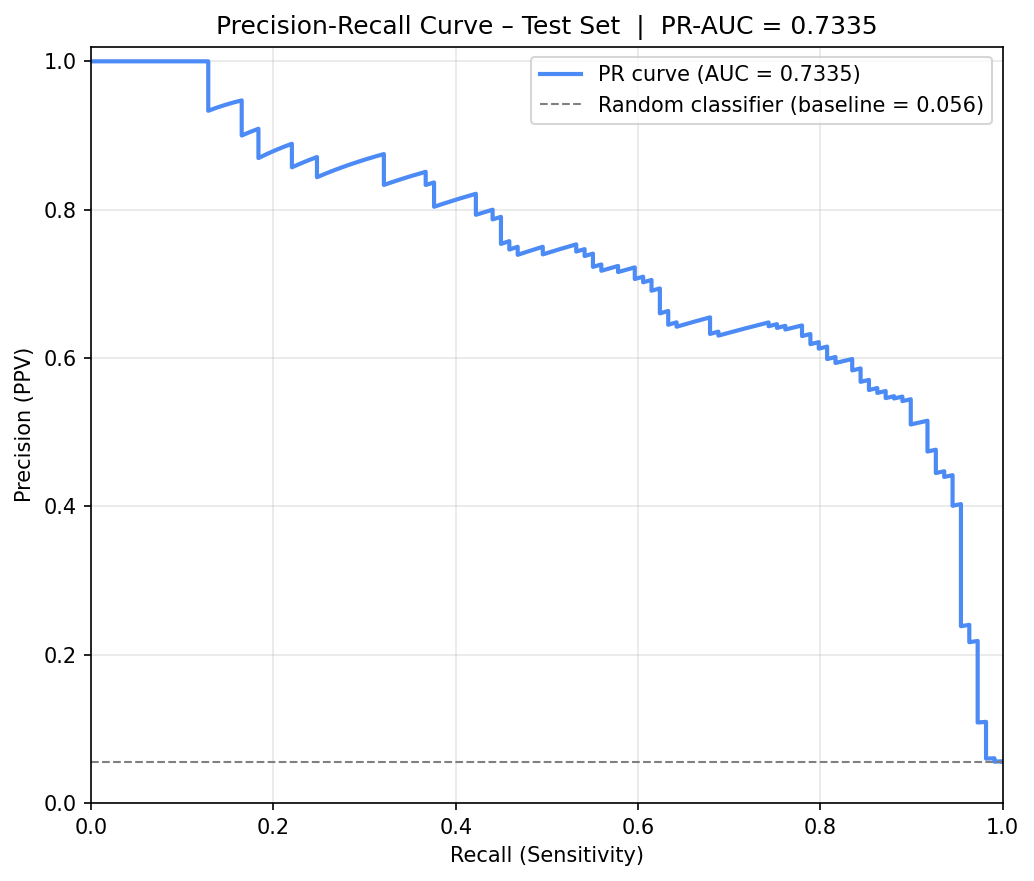 Precision-Recall Curve – Test Set | PR-AUC = 0.7335
PR curve (AUC = 0.7335)
Random classifier (baseline = 0.056)
Precision (PPV)
1.0
0.8
0.6
0.4
0.2
0.0
0.0 0.2 0.4 0.6 0.8 1.0
Recall (Sensitivity)